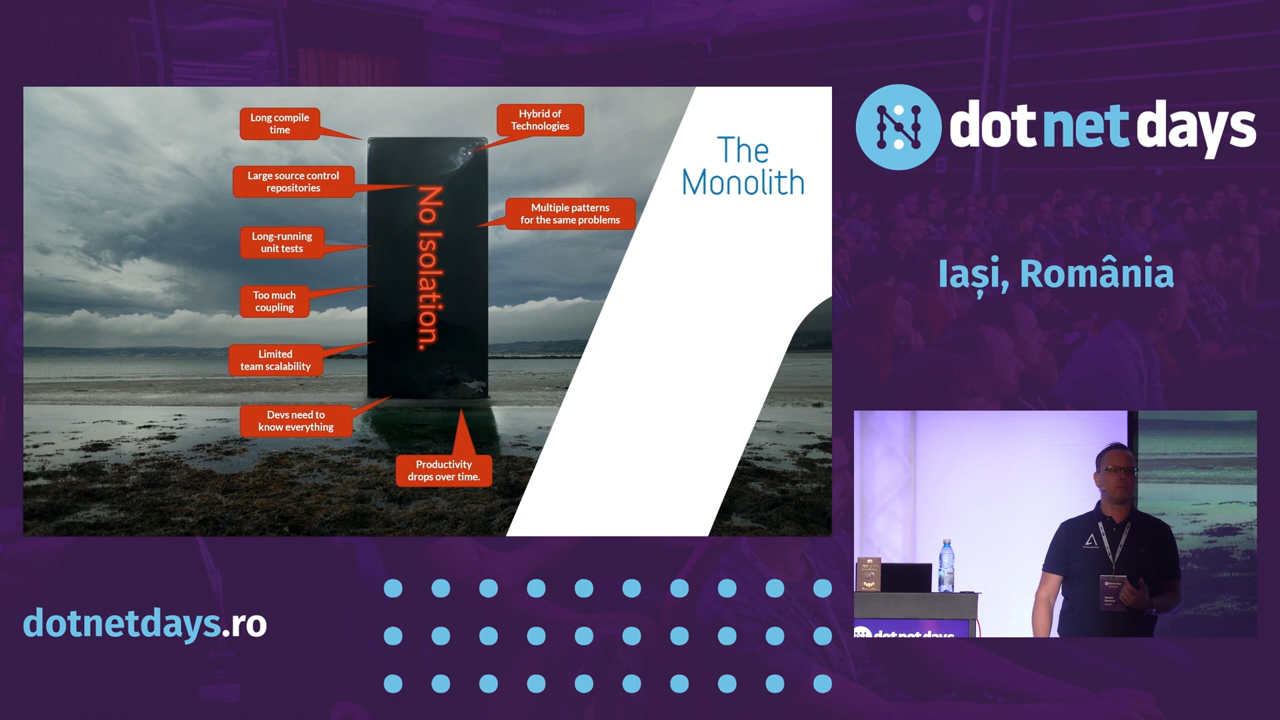 Long compile
time
Hybrid of
Technologies
Large source control
repositories
Multiple patterns
for the same problems
Long-running
unit tests
Too much
coupling
Limited
team scalability
Devs need to
know everything
Productivity
drops over time.
No Isolation.
The
Monolith
dotnetdays
Iași, România
dotnetdays.ro
dotnetdays